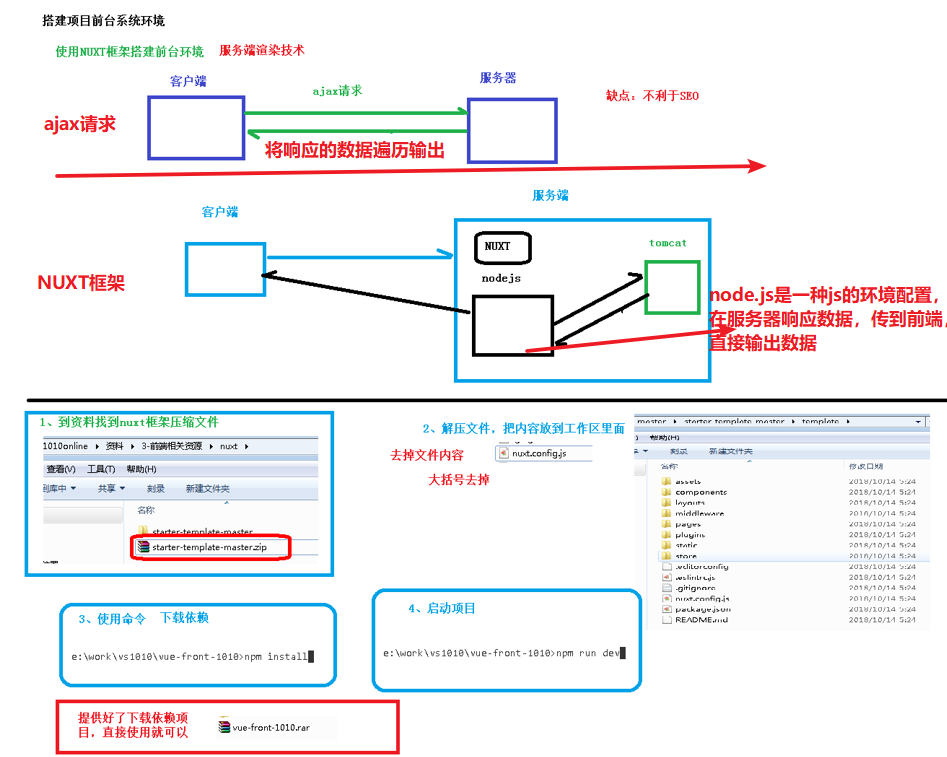 搭建项目前台系统环境
使用NUXT框架搭建前台环境 服务端渲染技术
客户端
服务器
ajax请求
缺点：不利于SEO
ajax请求
将响应的数据遍历输出
服务端
客户端
NUXT
tomcat
nodejs
NUXT框架
node.js是一种js的环境配置，
在服务器响应数据，传到前端，
直接输出数据
1、到资料找到nuxt框架压缩文件
1010online 资料 3-前端相关资源 nuxt
查看(V) 工具(T) 帮助(H)
到库中 共享 刻录 新建文件夹
名称
starter-template-master
starter-template-master.zip
2、解压文件，把内容放到工作区里面
去掉文件内容
nuxt.config.js
大括号去掉
master starter-template-master template
帮助(H)
刻录 新建文件夹
名称 修改日期
assets 2018/10/14 5:24
components 2018/10/14 5:24
layouts 2018/10/14 5:24
middleware 2018/10/14 5:24
pages 2018/10/14 5:24
plugins 2018/10/14 5:24
static 2018/10/14 5:24
store 2018/10/14 5:24
.editorconfig 2018/10/14 5:24
.eslintrc.js 2018/10/14 5:24
.gitignore 2018/10/14 5:24
nuxt.config.js 2018/10/14 5:24
package.json 2018/10/14 5:24
README.md 2018/10/14 5:24
3、使用命令 下载依赖
e:\work\vs1010\vue-front-1010>npm install
4、启动项目
e:\work\vs1010\vue-front-1010>npm run dev
提供好了下载依赖项
目，直接使用就可以
vue-front-1010.rar